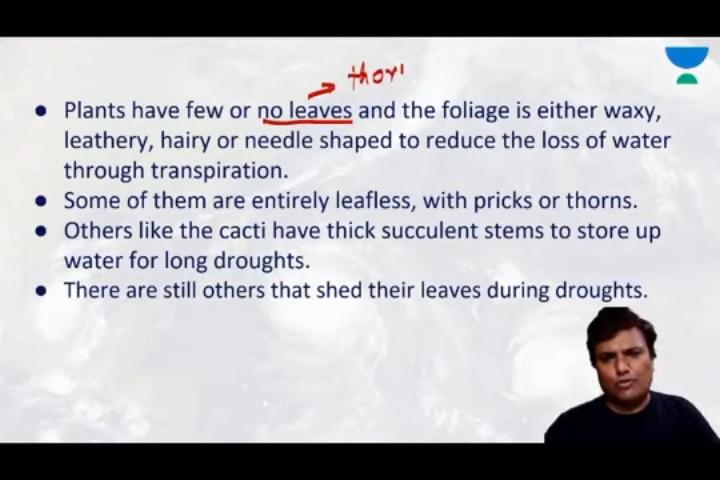 thor
● Plants have few or no leaves and the foliage is either waxy,
leathery, hairy or needle shaped to reduce the loss of water
through transpiration.
● Some of them are entirely leafless, with pricks or thorns.
● Others like the cacti have thick succulent stems to store up
water for long droughts.
● There are still others that shed their leaves during droughts.